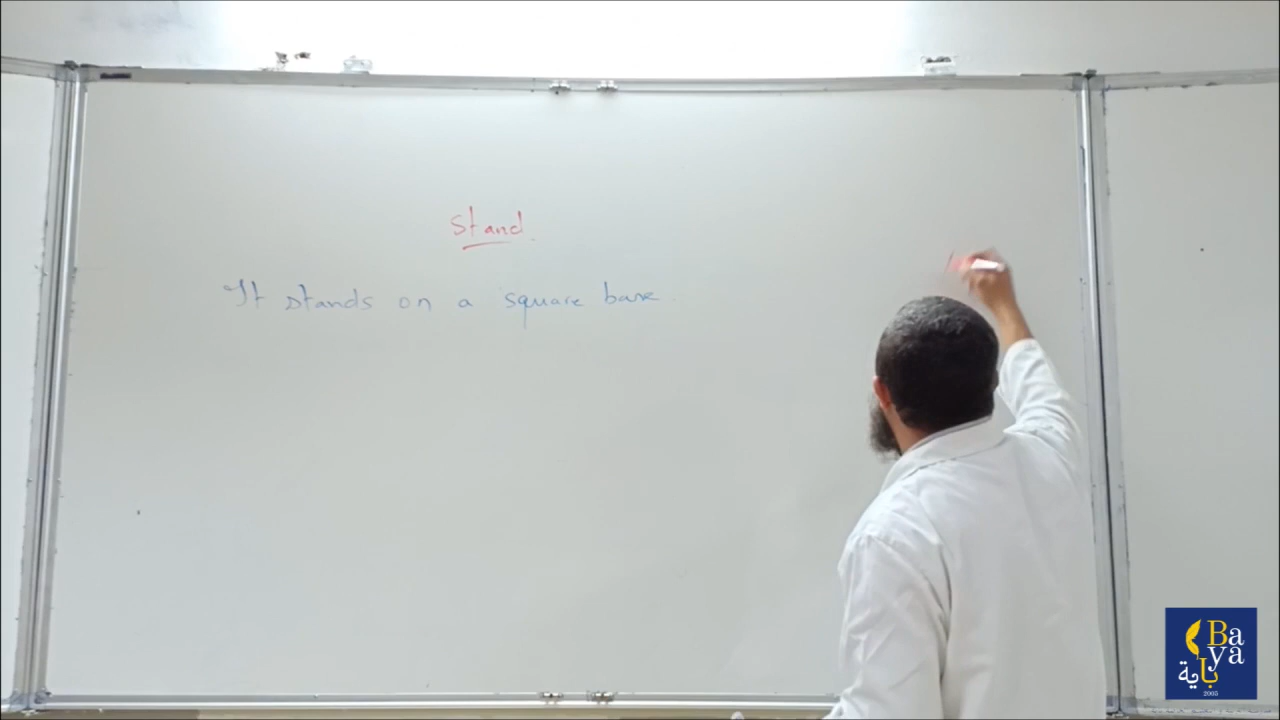 Stand.
It stands on a square base.
Ba
ya
باية
2005